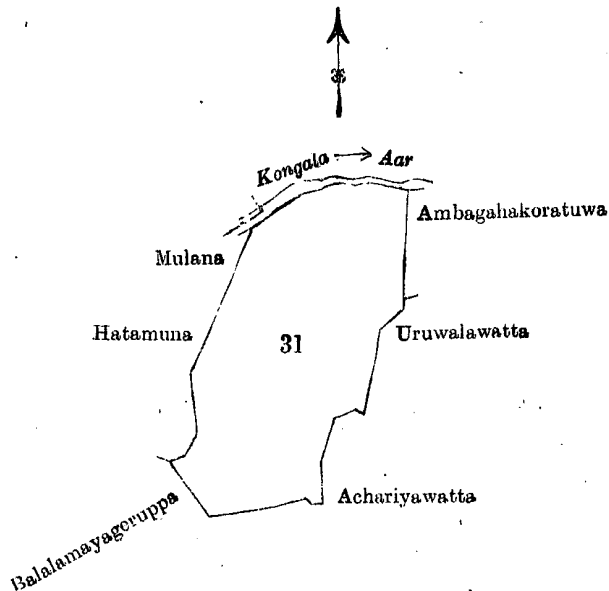 Kongala Aar
Ambagahakoratuwa
Mulana
Hatamuna
31
Uruwalawatta
Achariyawatta
Balalamayageruppa